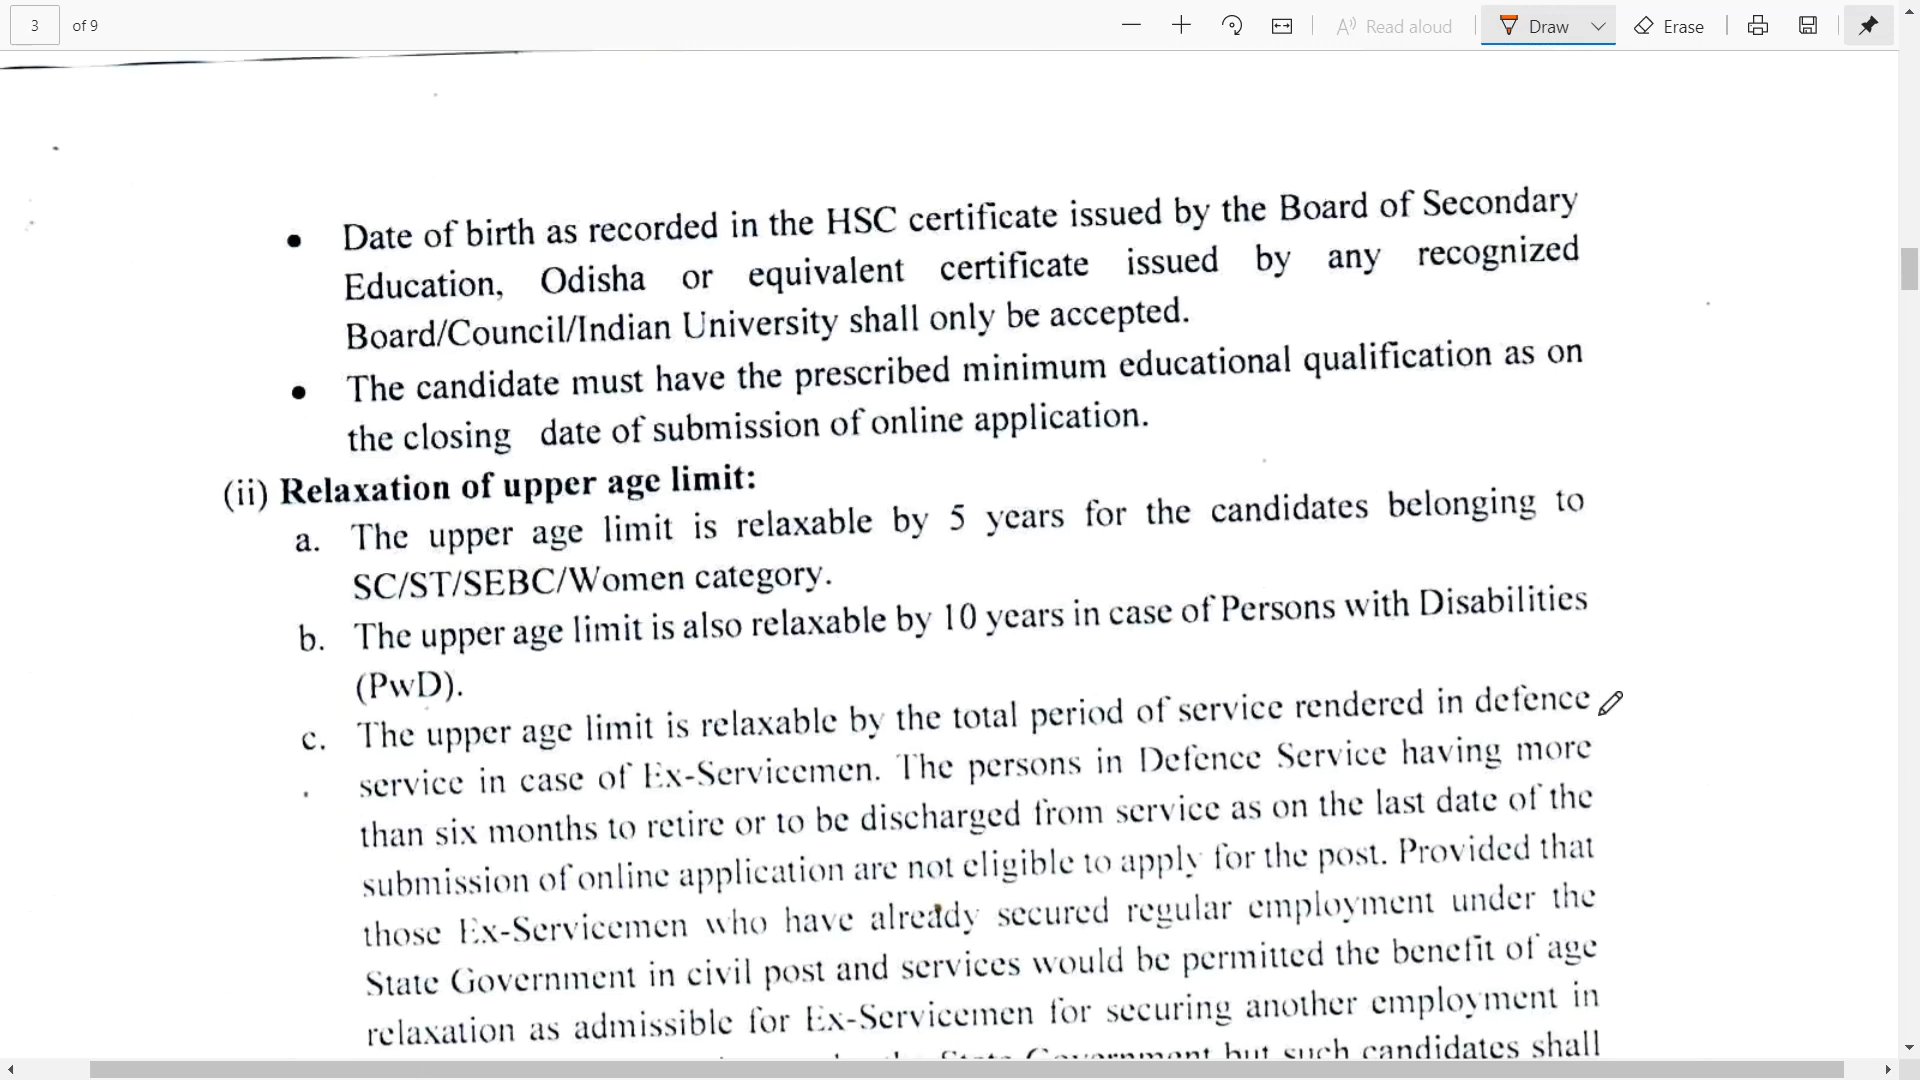 3 of 9 Read aloud Draw Erase
• Date of birth as recorded in the HSC certificate issued by the Board of Secondary
Education, Odisha or equivalent certificate issued by any recognized
Board/Council/Indian University shall only be accepted.
• The candidate must have the prescribed minimum educational qualification as on
the closing date of submission of online application.
(ii) Relaxation of upper age limit:
a. The upper age limit is relaxable by 5 years for the candidates belonging to
SC/ST/SEBC/Women category.
b. The upper age limit is also relaxable by 10 years in case of Persons with Disabilities
(PwD).
c. The upper age limit is relaxable by the total period of service rendered in defence
service in case of Ex-Servicemen. The persons in Defence Service having more
than six months to retire or to be discharged from service as on the last date of the
submission of online application are not eligible to apply for the post. Provided that
those Ex-Servicemen who have already secured regular employment under the
State Government in civil post and services would be permitted the benefit of age
relaxation as admissible for Ex-Servicemen for securing another employment in
State Government but such candidates shall